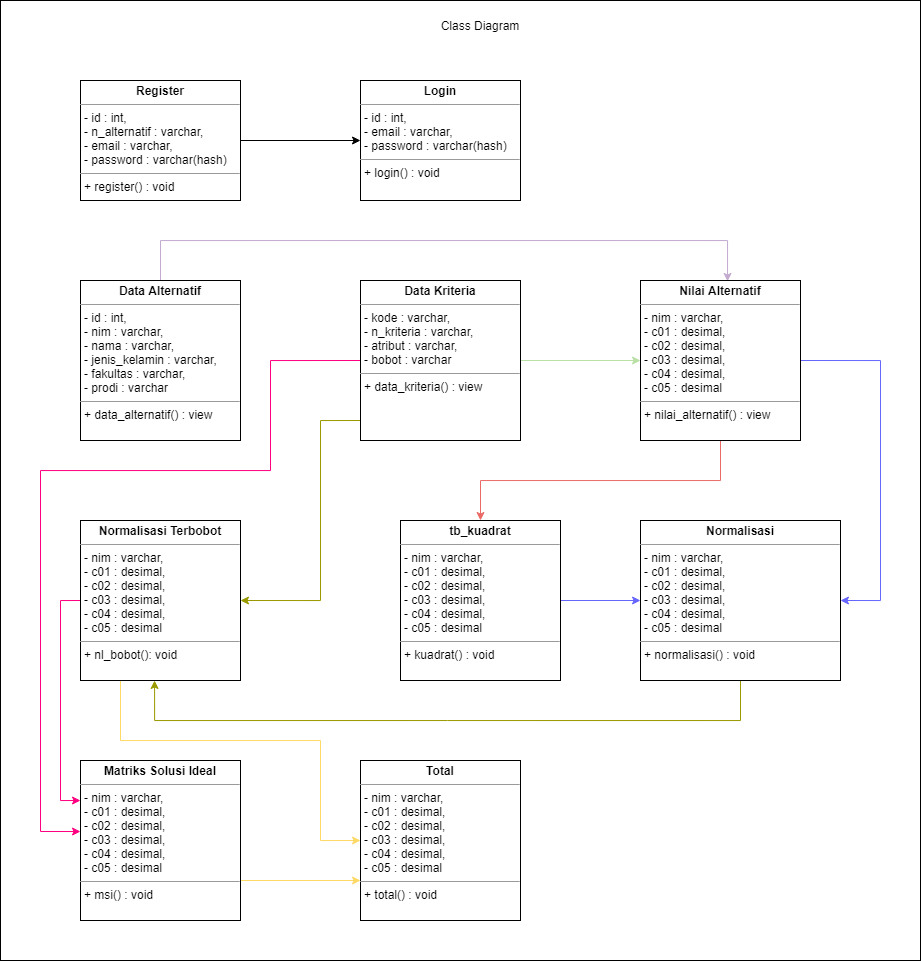 Class Diagram
Register
- id : int,
- n_alternatif : varchar,
- email : varchar,
- password : varchar(hash)
+ register() : void
Login
- id : int,
- email : varchar,
- password : varchar(hash)
+ login() : void
Data Alternatif
- id : int,
- nim : varchar,
- nama : varchar,
- jenis_kelamin : varchar,
- fakultas : varchar,
- prodi : varchar
+ data_alternatif() : view
Data Kriteria
- kode : varchar,
- n_kriteria : varchar,
- atribut : varchar,
- bobot : varchar
+ data_kriteria() : view
Nilai Alternatif
- nim : varchar,
- c01 : desimal,
- c02 : desimal,
- c03 : desimal,
- c04 : desimal,
- c05 : desimal
+ nilai_alternatif() : view
Normalisasi Terbobot
- nim : varchar,
- c01 : desimal,
- c02 : desimal,
- c03 : desimal,
- c04 : desimal,
- c05 : desimal
+ nl_bobot(): void
tb_kuadrat
- nim : varchar,
- c01 : desimal,
- c02 : desimal,
- c03 : desimal,
- c04 : desimal,
- c05 : desimal
+ kuadrat() : void
Normalisasi
- nim : varchar,
- c01 : desimal,
- c02 : desimal,
- c03 : desimal,
- c04 : desimal,
- c05 : desimal
+ normalisasi() : void
Matriks Solusi Ideal
- nim : varchar,
- c01 : desimal,
- c02 : desimal,
- c03 : desimal,
- c04 : desimal,
- c05 : desimal
+ msi() : void
Total
- nim : varchar,
- c01 : desimal,
- c02 : desimal,
- c03 : desimal,
- c04 : desimal,
- c05 : desimal
+ total() : void